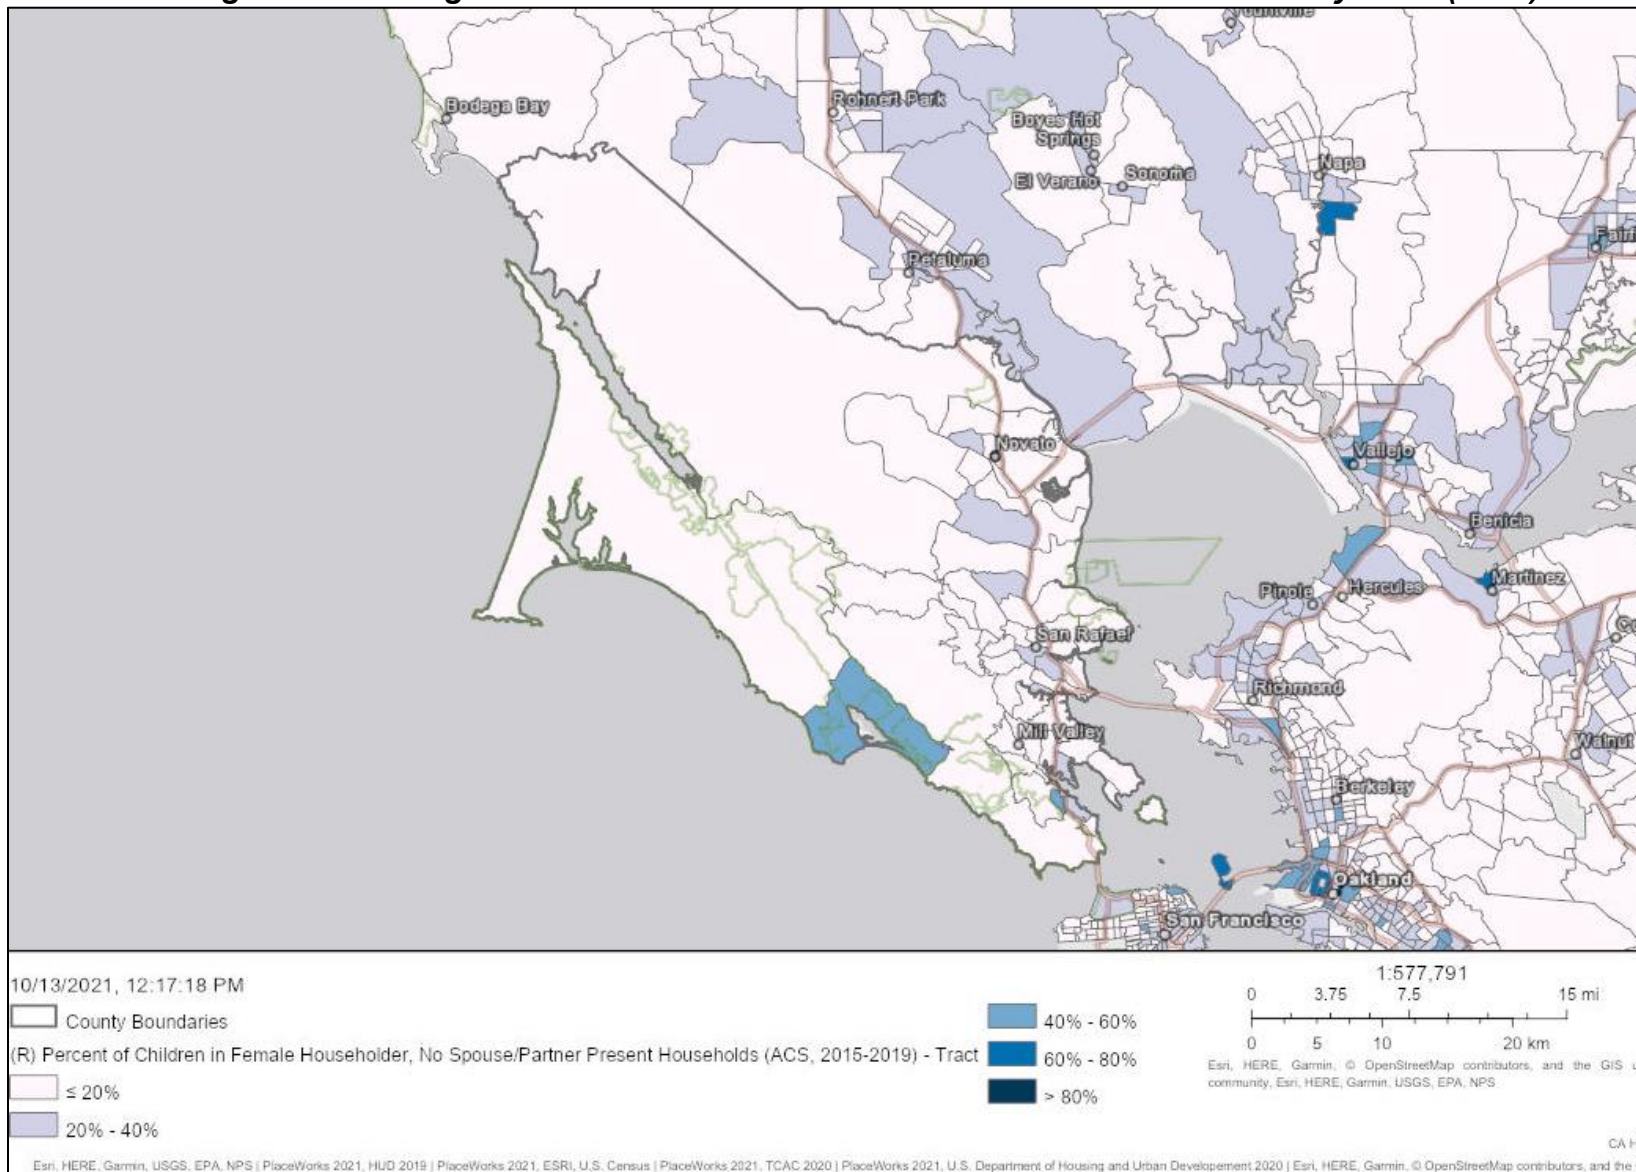 Bodega Bay
Rohnert Park
Boyes Hot
Springs
El Verano
Sonoma
Napa
Petaluma
Novato
Vallejo
Benicia
Martinez
Pinole
Hercules
San Rafael
Richmond
Mill Valley
Walnut
Berkeley
Oakland
San Francisco
10/13/2021, 12:17:18 PM
County Boundaries
(R) Percent of Children in Female Householder, No Spouse/Partner Present Households (ACS, 2015-2019) - Tract
≤ 20%
20% - 40%
40% - 60%
60% - 80%
> 80%
1:577,791
0 3.75 7.5 15 mi
0 5 10 20 km
Esri, HERE, Garmin, © OpenStreetMap contributors, and the GIS u
community, Esri, HERE, Garmin, USGS, EPA, NPS
CA H
Esri, HERE, Garmin, USGS, EPA, NPS | PlaceWorks 2021, HUD 2019 | PlaceWorks 2021, ESRI, U.S. Census | PlaceWorks 2021, TCAC 2020 | PlaceWorks 2021, U.S. Department of Housing and Urban Developement 2020 | Esri, HERE, Garmin, © OpenStreetMap contributors, and the